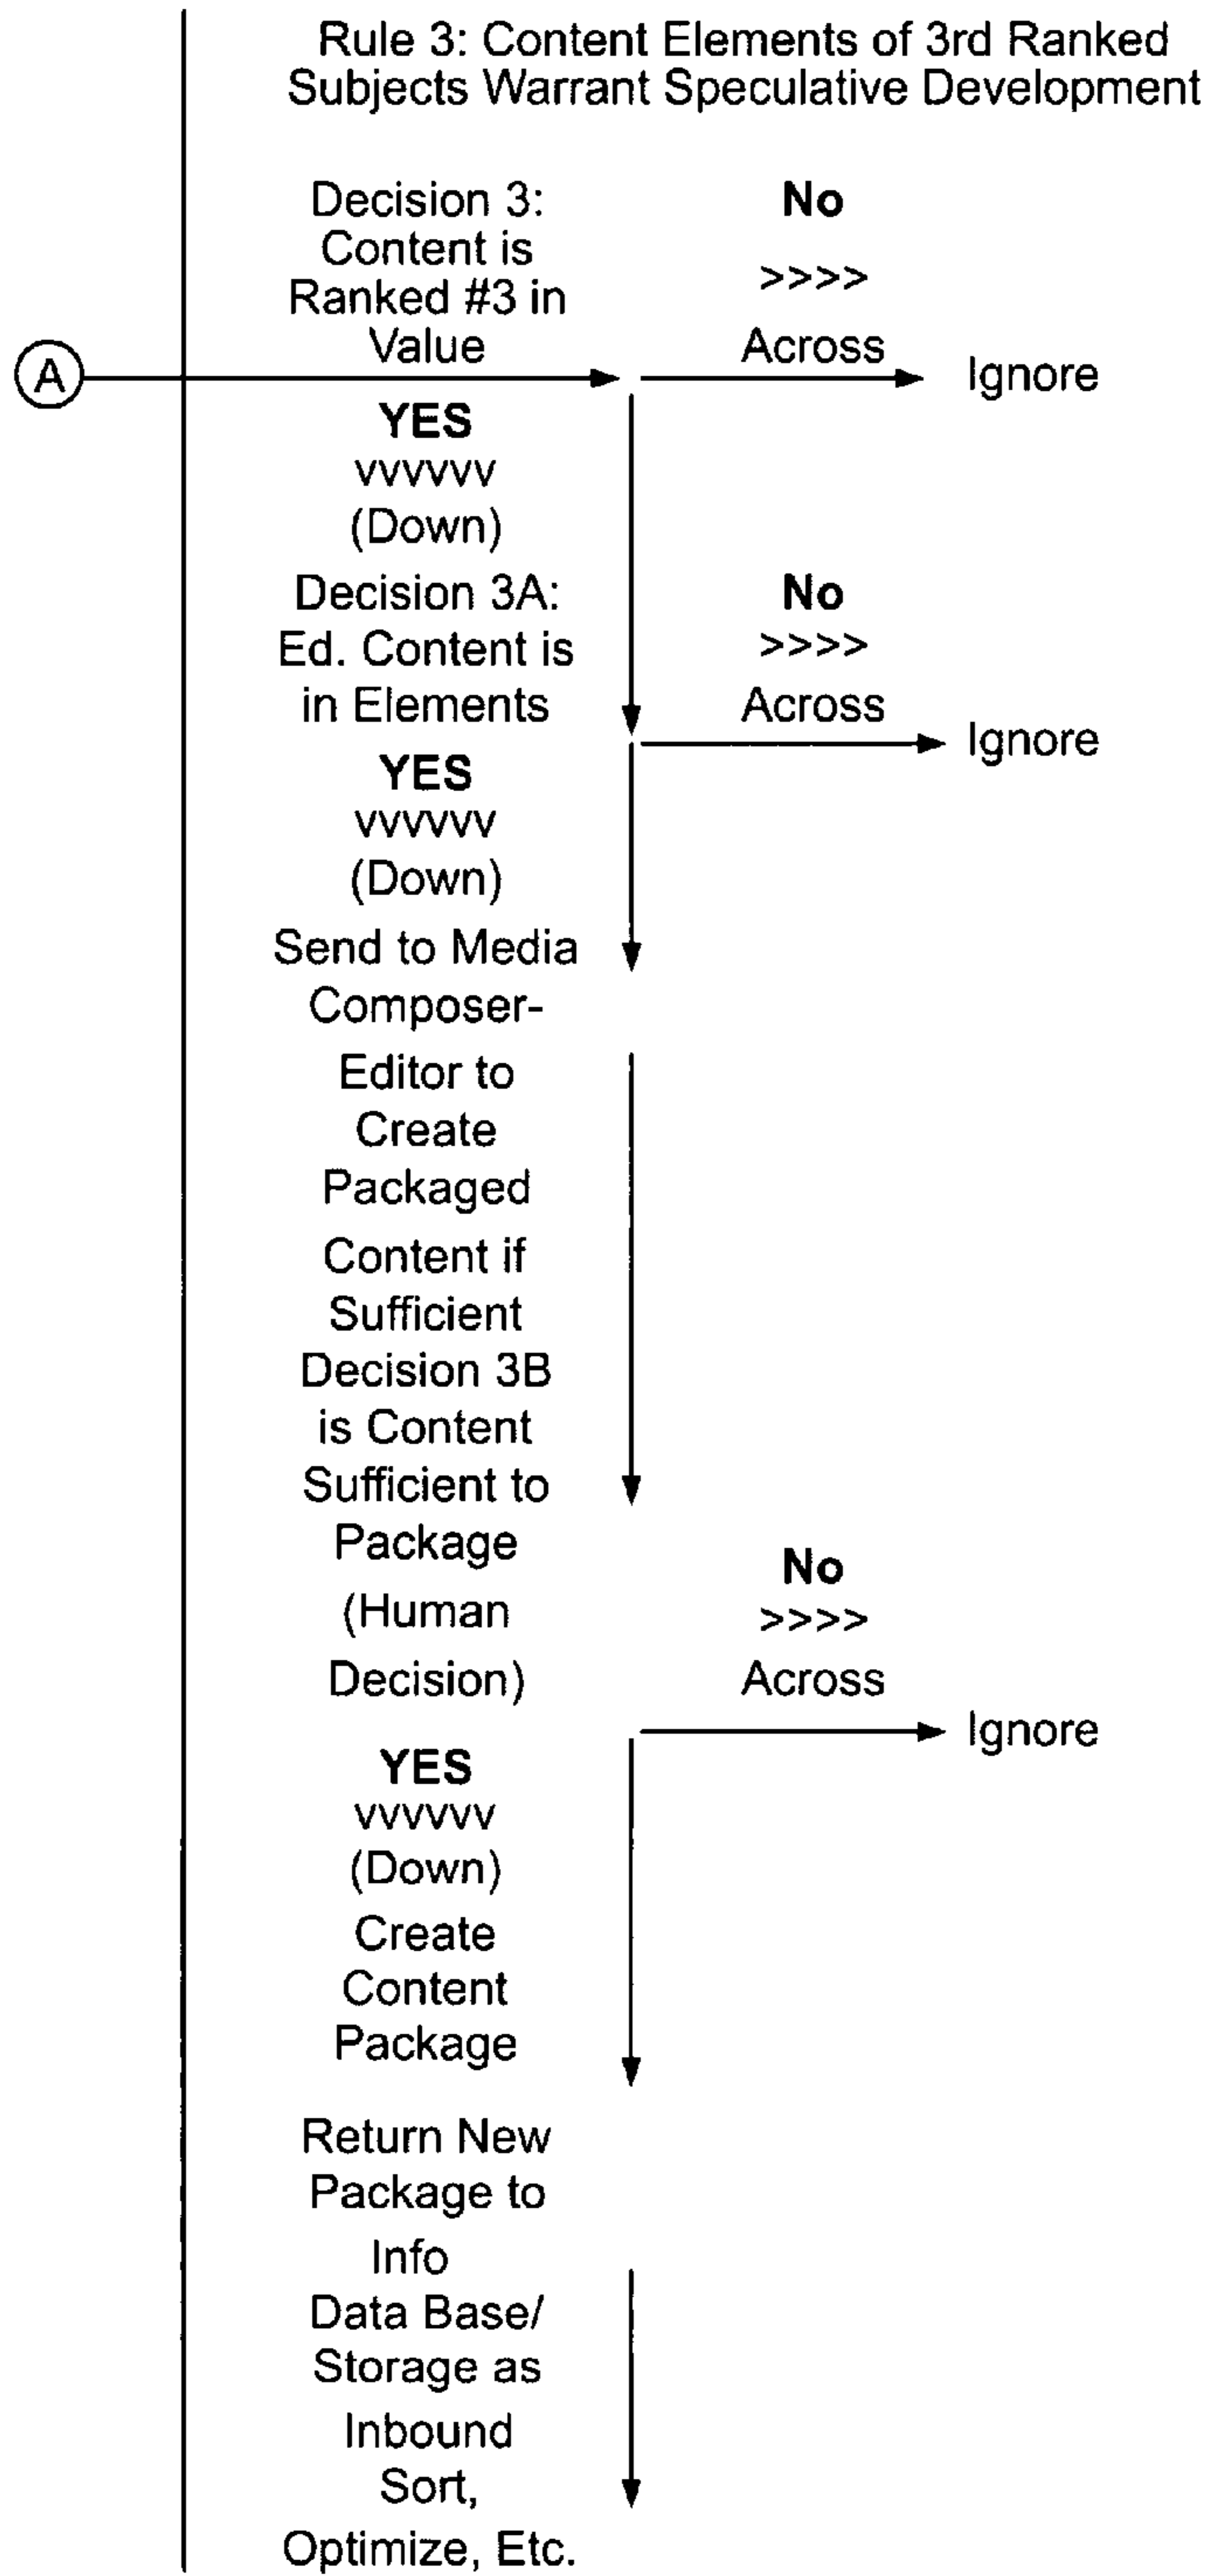 Rule 3: Content Elements of 3rd Ranked
Subjects Warrant Speculative Development
Decision 3:
Content is
Ranked #3 in
Value
No
>>>>
Across
A
Ignore
YES
vvvvvv
(Down)
Decision 3A:
Ed. Content is
in Elements
No
>>>>
Across
Ignore
YES
vvvvvv
(Down)
Send to Media
Composer-
Editor to
Create
Packaged
Content if
Sufficient
Decision 3B
is Content
Sufficient to
Package
(Human
Decision)
No
>>>>
Across
Ignore
YES
vvvvvv
(Down)
Create
Content
Package
Return New
Package to
Info
Data Base/
Storage as
Inbound
Sort,
Optimize, Etc.